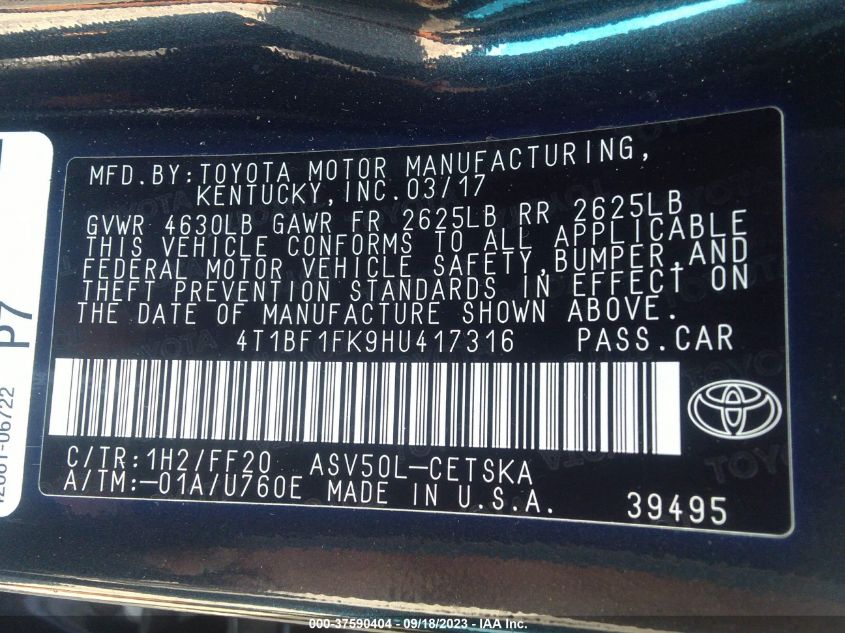 MFD.BY:TOYOTA MOTOR MANUFACTURING,
KENTUCKY,INC.03/17
GVWR 4630LB GAWR FR 2625LB RR 2625LB
THIS VEHICLE CONFORMS TO ALL APPLICABLE
FEDERAL MOTOR VEHICLE SAFETY,BUMPER,AND
THEFT PREVENTION STANDARDS IN EFFECT ON
THE DATE OF MANUFACTURE SHOWN ABOVE.
4T1BF1FK9HU417316 PASS.CAR
C/TR:1H2/FF20 ASV50L-CETSKA
A/TM:-01A/U760E MADE IN U.S.A.
39495
P7
000-37590404 - 09/18/2023 - IAA Inc.